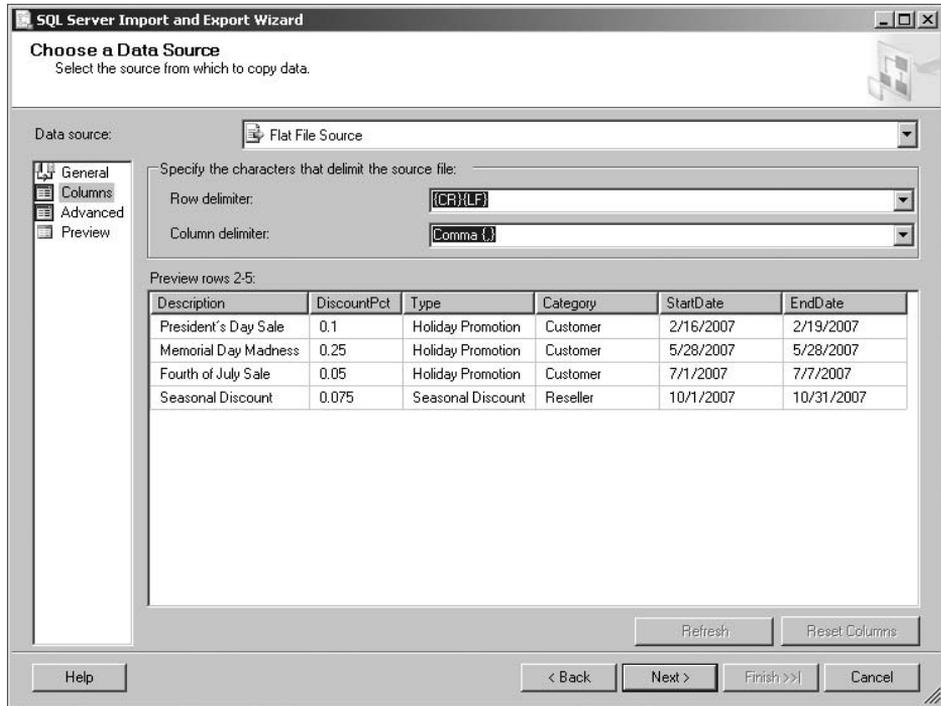 SQL Server Import and Export Wizard
Choose a Data Source
Select the source from which to copy data.
Data source: Flat File Source
General
Columns
Advanced
Preview
Specify the characters that delimit the source file:
Row delimiter: {CR}{LF}
Column delimiter: Comma {,}
Preview rows 2-5:
Description DiscountPct Type Category StartDate EndDate
President's Day Sale 0.1 Holiday Promotion Customer 2/16/2007 2/19/2007
Memorial Day Madness 0.25 Holiday Promotion Customer 5/28/2007 5/28/2007
Fourth of July Sale 0.05 Holiday Promotion Customer 7/1/2007 7/7/2007
Seasonal Discount 0.075 Seasonal Discount Reseller 10/1/2007 10/31/2007
Refresh Reset Columns
Help < Back Next > Finish >>| Cancel